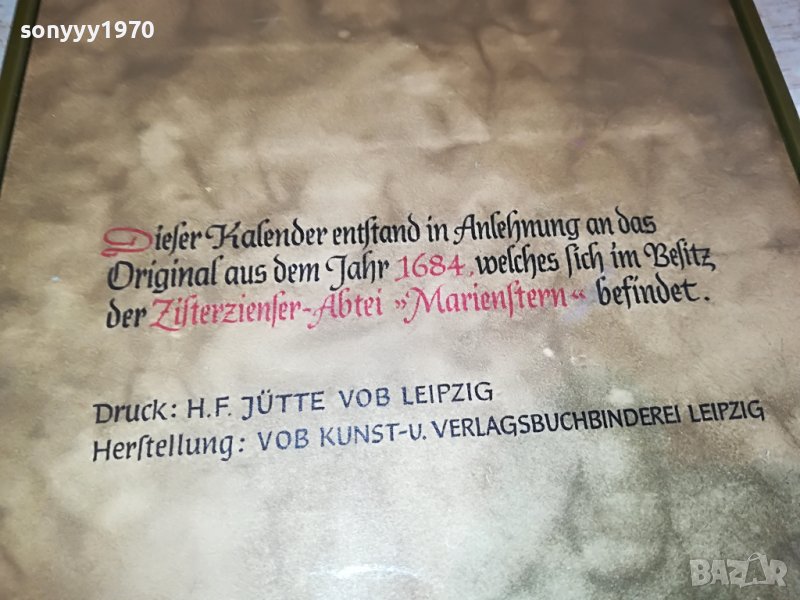 sonyyy1970
Dieſer Kalender entſtand in Anlehnung an das
Original aus dem Jahr 1684, welches ſich im Beſitz
der Ziſterzienſer-Abtei »Marienſtern« befindet.
Druck: H.F. JÜTTE VOB LEIPZIG
Herſtellung: VOB KUNST-U. VERLAGSBUCHBINDEREI LEIPZIG
BAZAR